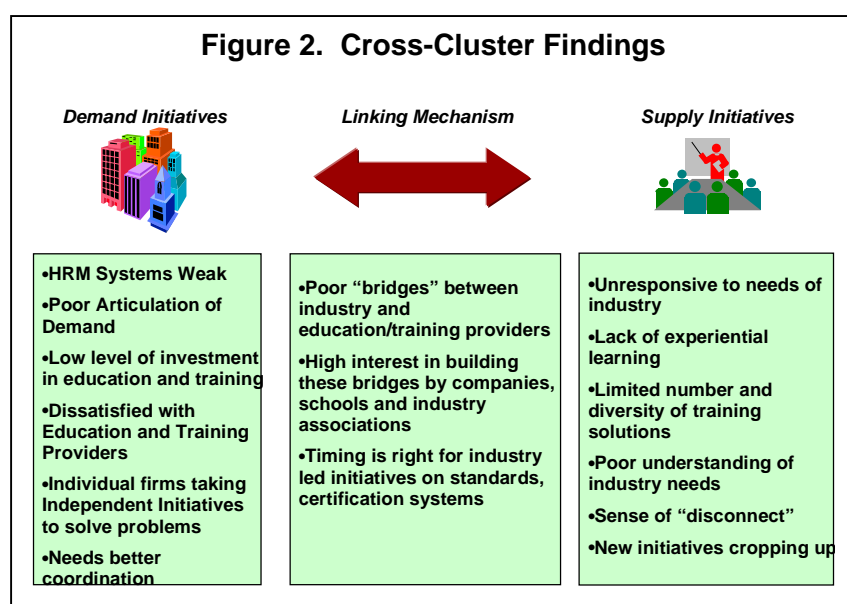 Figure 2.  Cross-Cluster Findings
Demand Initiatives
Linking Mechanism
Supply Initiatives
•HRM Systems Weak
•Poor Articulation of
Demand
•Low level of investment
in education and training
•Dissatisfied with
Education and Training
Providers
•Individual firms taking
Independent Initiatives
to solve problems
•Needs better
coordination
•Poor “bridges” between
industry and
education/training providers
•High interest in building
these bridges by companies,
schools and industry
associations
•Timing is right for industry
led initiatives on standards,
certification systems
•Unresponsive to needs of
industry
•Lack of experiential
learning
•Limited number and
diversity of training
solutions
•Poor understanding of
industry needs
•Sense of “disconnect”
•New initiatives cropping up